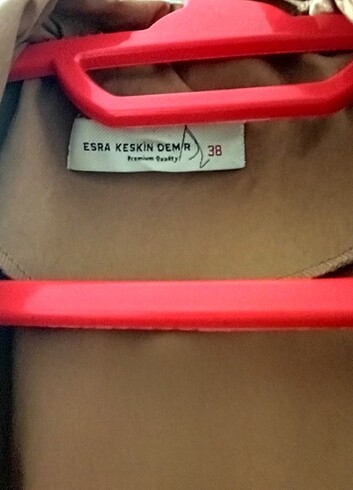 ESRA KESKİN DEMİR 38
Premium Quality